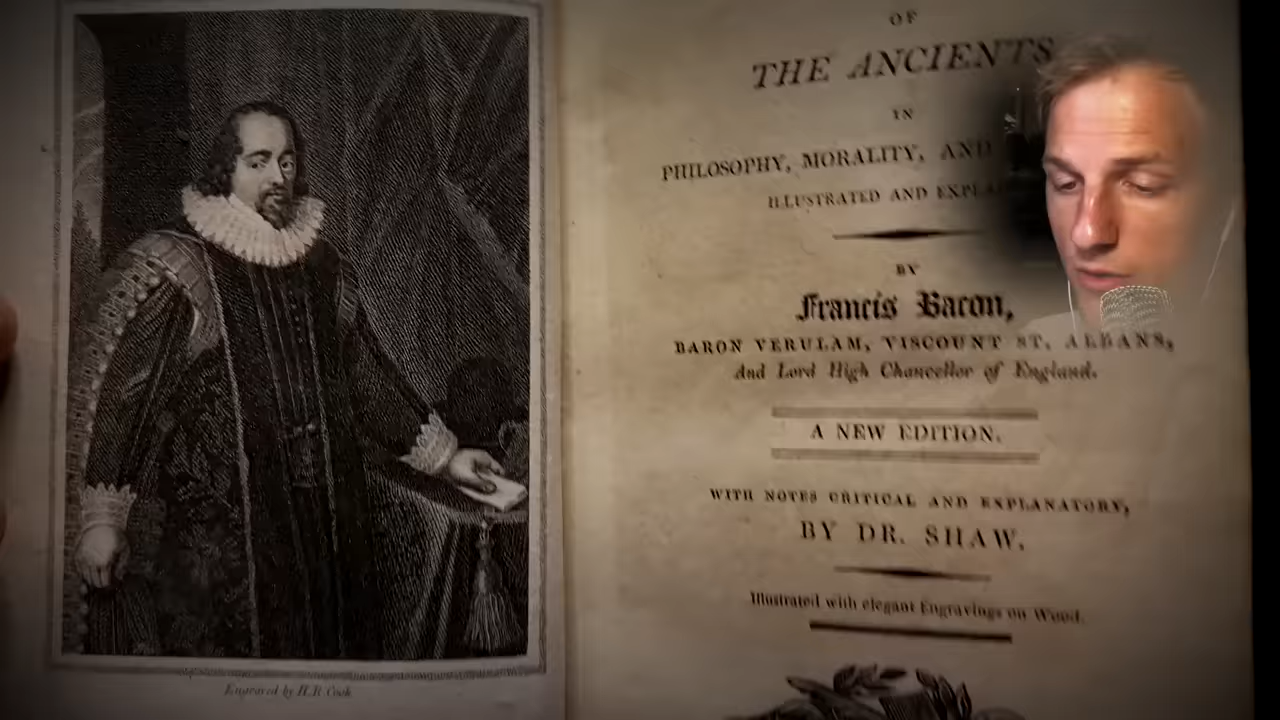 Engraved by H.R. Cook
OF
THE ANCIENTS
IN
PHILOSOPHY, MORALITY, AND
ILLUSTRATED AND
BY
Francis Bacon,
BARON VERULAM, VISCOUNT ST. ALBANS,
And Lord High Chancellor of England.
A NEW EDITION.
WITH NOTES CRITICAL AND EXPLANATORY,
BY DR. SHAW.
Illustrated with elegant Engravings on Wood.